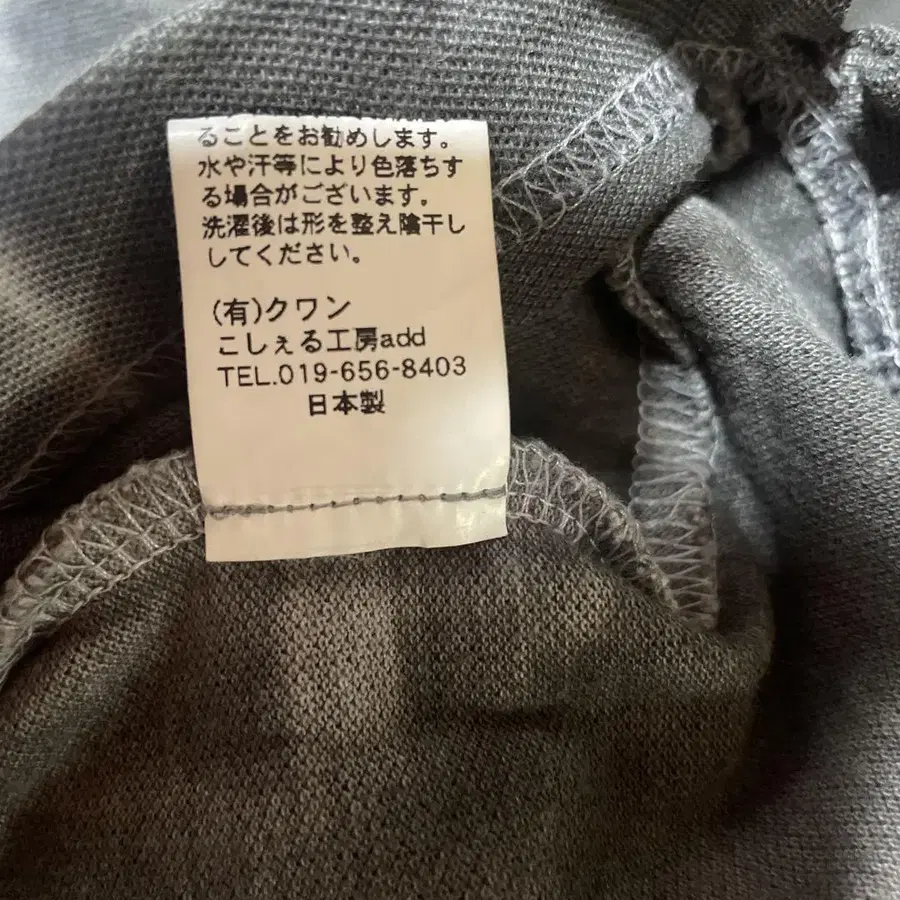 ることをお勧めします。
水や汗等により色落ちす
る場合がございます。
洗濯後は形を整え陰干し
してください。
(有)クワン
こしぇる工房add
TEL.019-656-8403
日本製